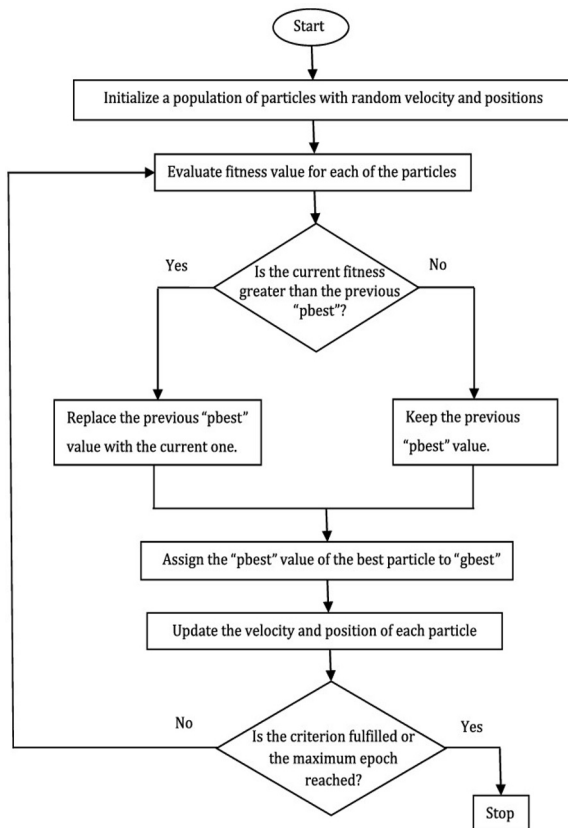 Start
Initialize a population of particles with random velocity and positions
Evaluate fitness value for each of the particles
Yes
No
Is the current fitness
greater than the previous
“pbest”?
Replace the previous “pbest”
value with the current one.
Keep the previous
“pbest” value.
Assign the “pbest” value of the best particle to “gbest”
Update the velocity and position of each particle
No
Yes
Is the criterion fulfilled or
the maximum epoch
reached?
Stop